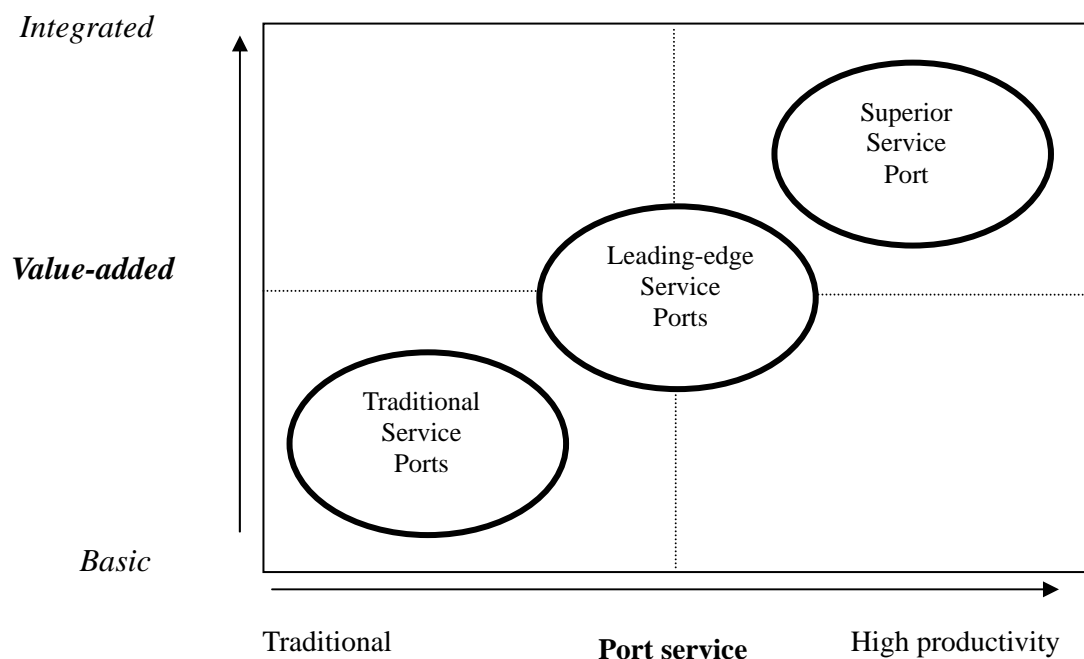 Integrated
Superior
Service
Port
Value-added
Leading-edge
Service
Ports
Traditional
Service
Ports
Basic
Traditional
Port service
High productivity